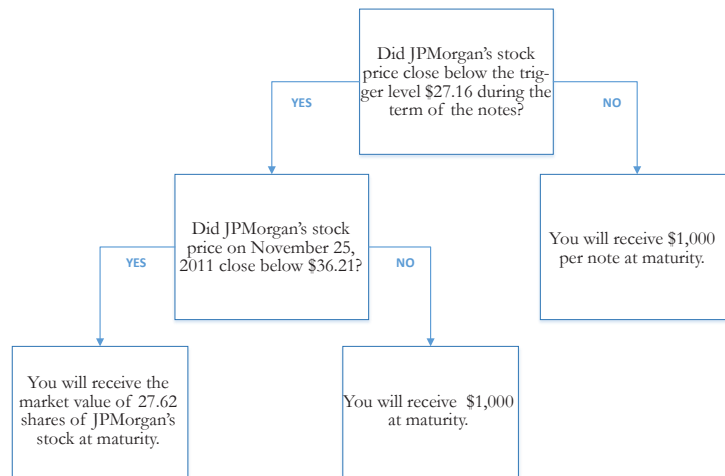 Did JPMorgan's stock
price close below the trig-
ger level $27.16 during the
term of the notes?
YES
NO
Did JPMorgan's stock
price on November 25,
2011 close below $36.21?
You will receive $1,000
per note at maturity.
YES
NO
You will receive the
market value of 27.62
shares of JPMorgan's
stock at maturity.
You will receive  $1,000
at maturity.